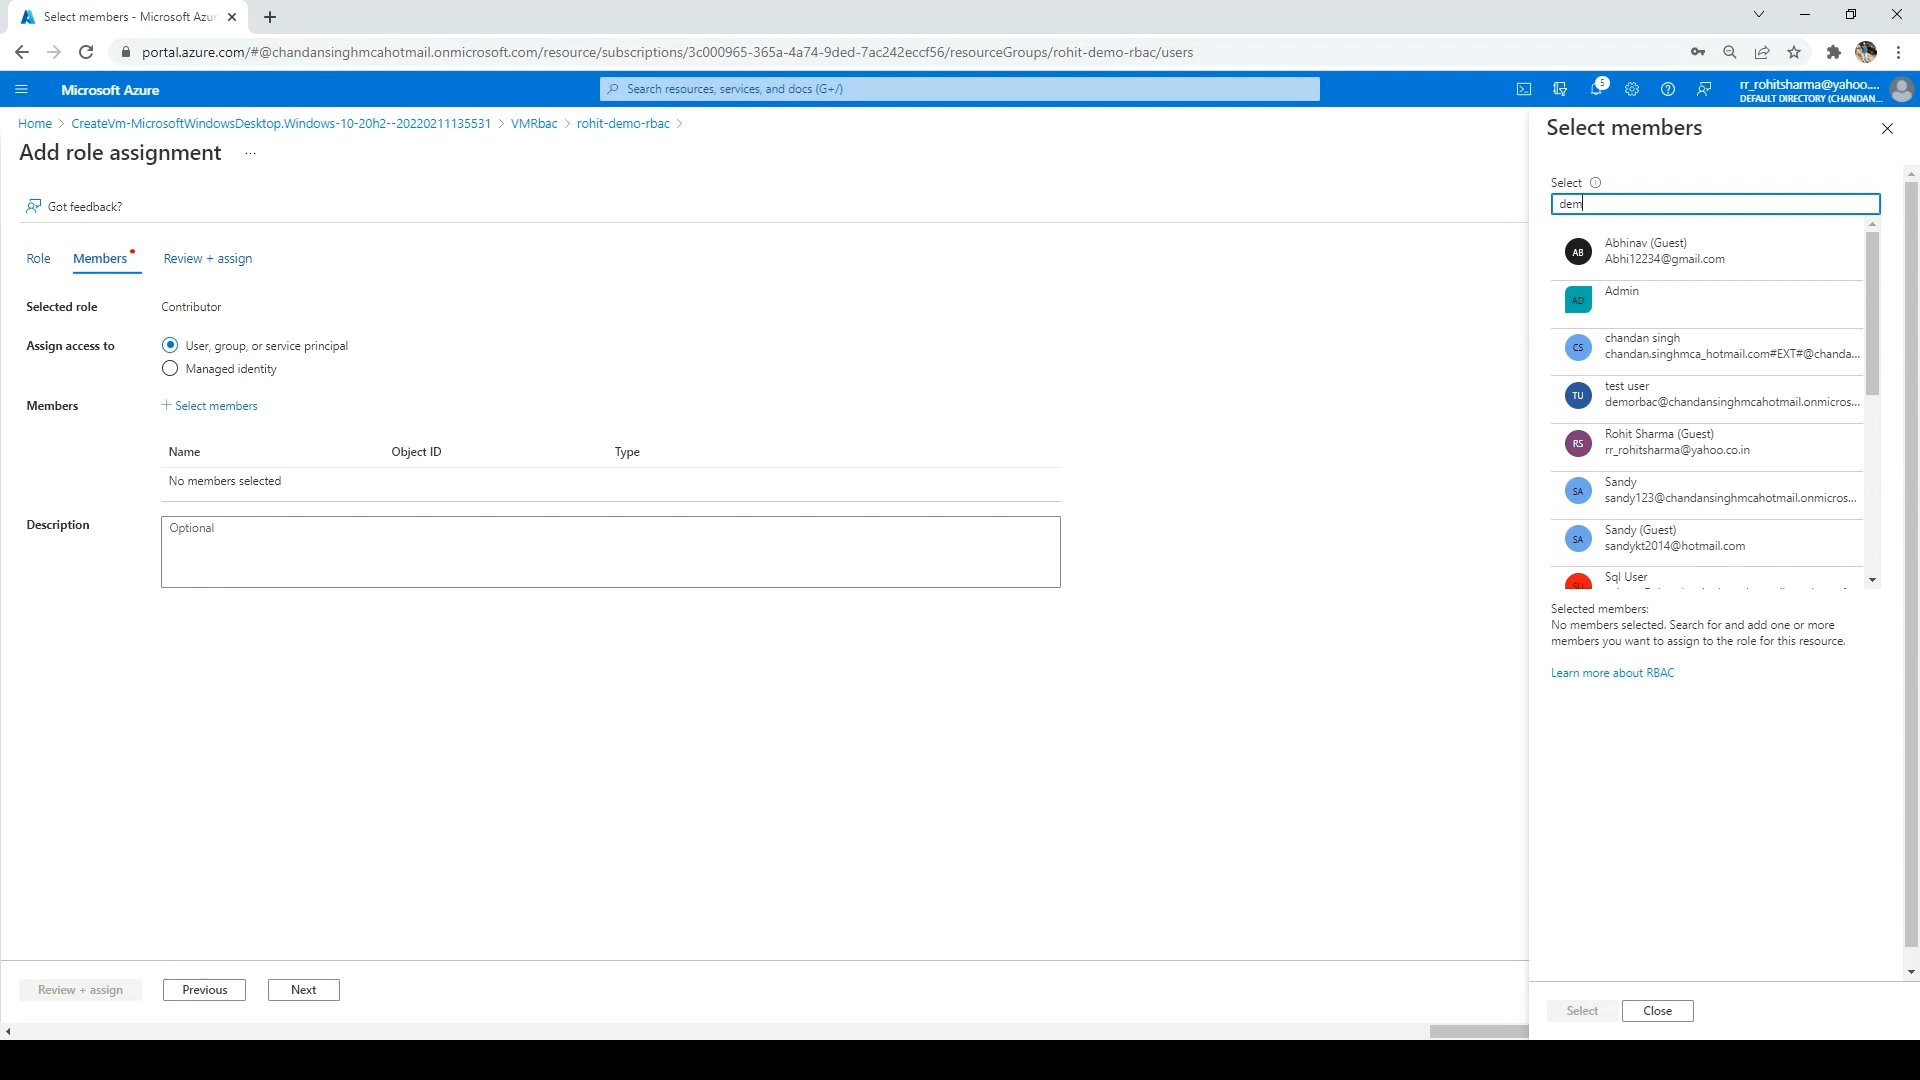 Select members - Microsoft Azur
portal.azure.com/#@chandansinghmcahotmail.onmicrosoft.com/resource/subscriptions/3c000965-365a-4a74-9ded-7ac242eccf56/resourceGroups/rohit-demo-rbac/users
Microsoft Azure
Search resources, services, and docs (G+/)
5
rr_rohitsharma@yahoo....
DEFAULT DIRECTORY (CHANDAN...
Home > CreateVm-MicrosoftWindowsDesktop.Windows-10-20h2--20220211135531 > VMRbac > rohit-demo-rbac >
Add role assignment ...
Got feedback?
Role Members Review + assign
Selected role Contributor
Assign access to User, group, or service principal
Managed identity
Members + Select members
Name Object ID Type
No members selected
Description Optional
Review + assign Previous Next
Select members
Select
dem
AB Abhinav (Guest)
Abhi12234@gmail.com
AD Admin
CS chandan singh
chandan.singhmca_hotmail.com#EXT#@chanda...
TU test user
demorbac@chandansinghmcahotmail.onmicros...
RS Rohit Sharma (Guest)
rr_rohitsharma@yahoo.co.in
SA Sandy
sandy123@chandansinghmcahotmail.onmicros...
SA Sandy (Guest)
sandykt2014@hotmail.com
SU Sql User
Selected members:
No members selected. Search for and add one or more
members you want to assign to the role for this resource.
Learn more about RBAC
Select Close